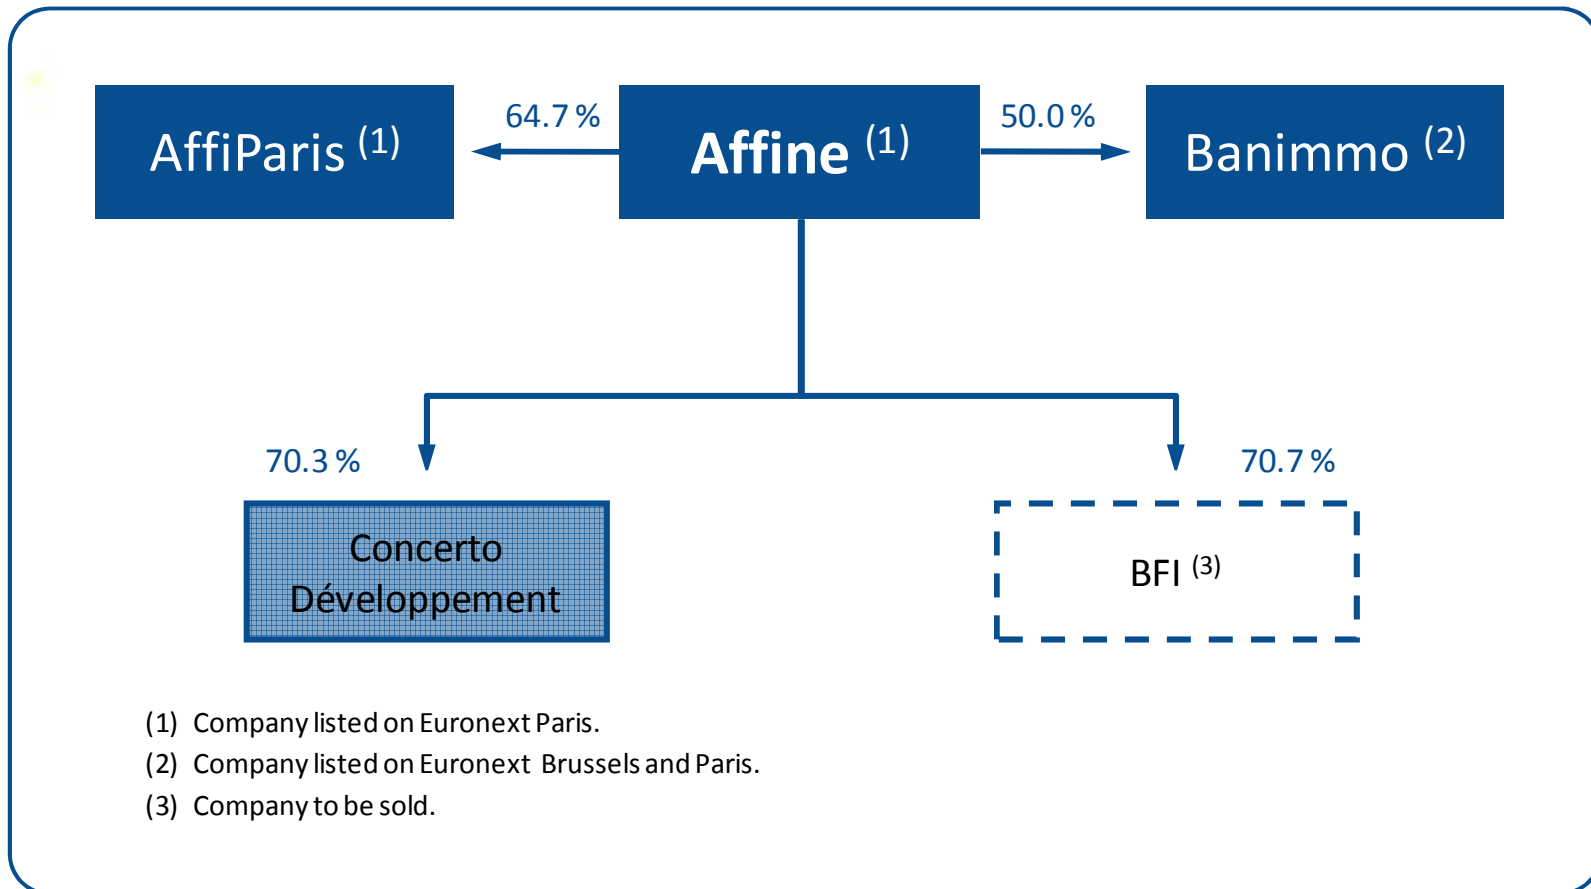 64.7 %
50.0 %
AffiParis (1)
Affine (1)
Banimmo (2)
70.3 %
70.7 %
Concerto
Développement
BFI (3)
(1) Company listed on Euronext Paris.
(2) Company listed on Euronext Brussels and Paris.
(3) Company to be sold.